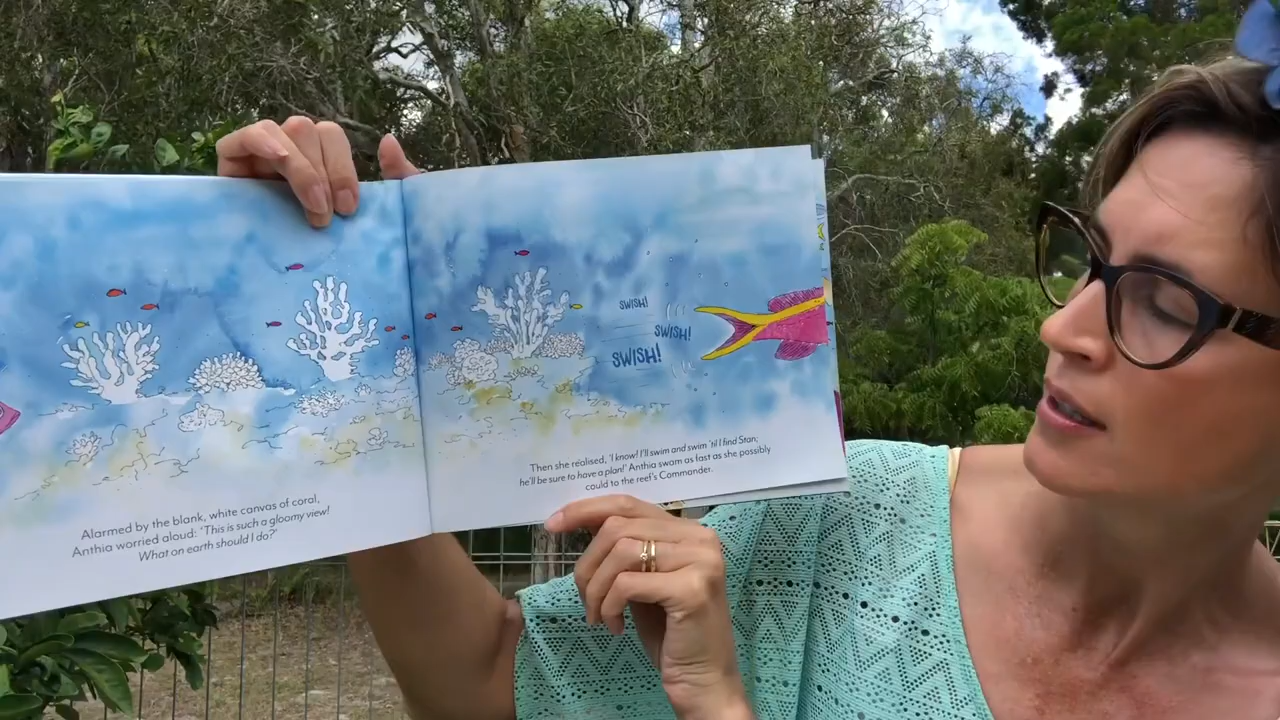 Alarmed by the blank, white canvas of coral,
Anthia worried aloud: 'This is such a gloomy view!
What on earth should I do?'
SWISH!
SWISH!
SWISH!
Then she realised, 'I know! I'll swim and swim 'til I find Stan;
he'll be sure to have a plan!' Anthia swam as fast as she possibly
could to the reef's Commander.